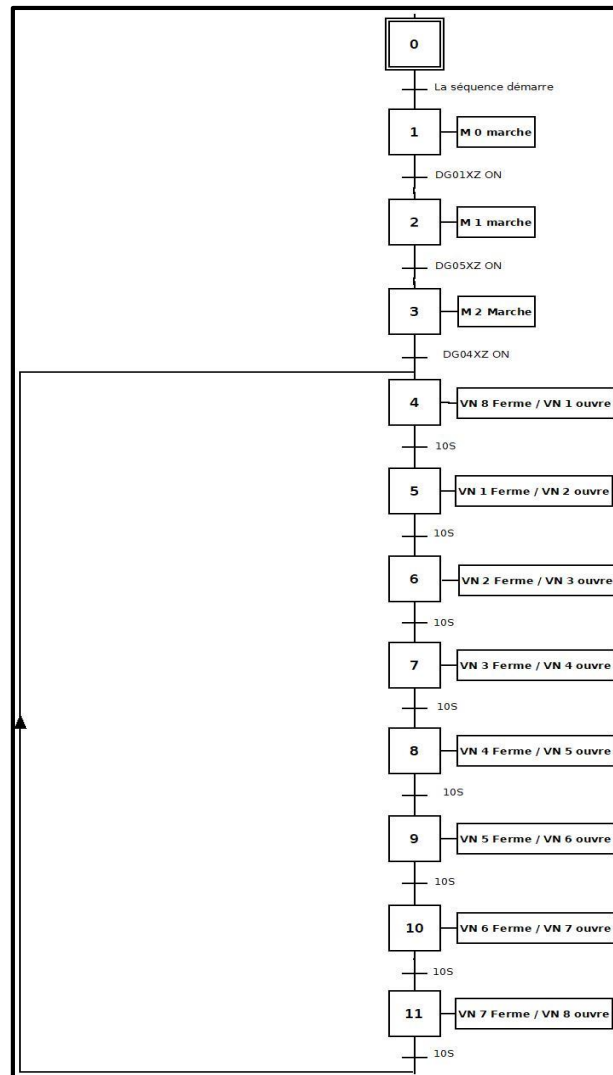 0
La séquence démarre
1
M 0 marche
DG01XZ ON
2
M 1 marche
DG05XZ ON
3
M 2 Marche
DG04XZ ON
4
VN 8 Ferme / VN 1 ouvre
10S
5
VN 1 Ferme / VN 2 ouvre
10S
6
VN 2 Ferme / VN 3 ouvre
10S
7
VN 3 Ferme / VN 4 ouvre
10S
8
VN 4 Ferme / VN 5 ouvre
10S
9
VN 5 Ferme / VN 6 ouvre
10S
10
VN 6 Ferme / VN 7 ouvre
10S
11
VN 7 Ferme / VN 8 ouvre
10S